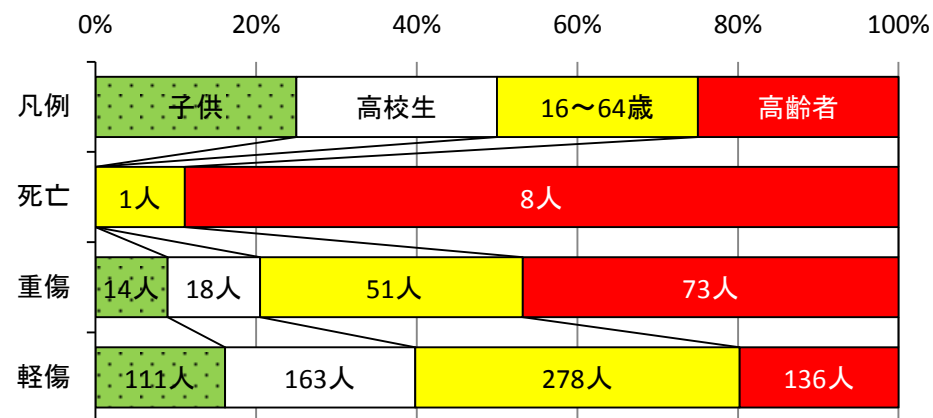 0% 20% 40% 60% 80% 100%
凡例 子供 高校生 16～64歳 高齢者
死亡 1人 8人
重傷 14人 18人 51人 73人
軽傷 111人 163人 278人 136人